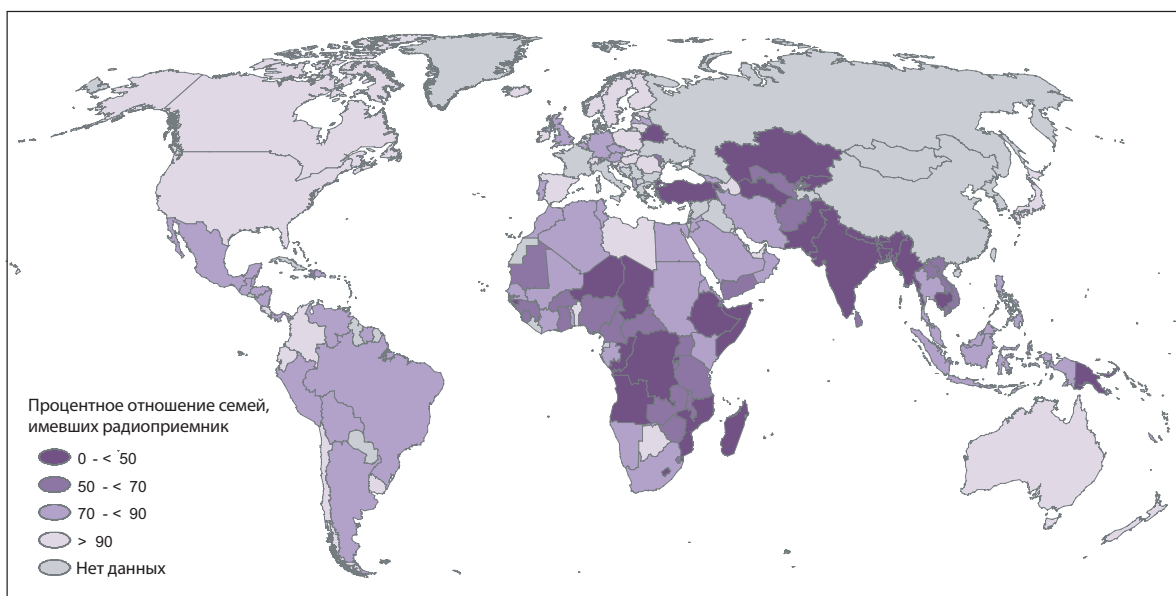 Процентное отношение семей,
имевших радиоприемник
0 - < 50
50 - < 70
70 - < 90
> 90
Нет данных